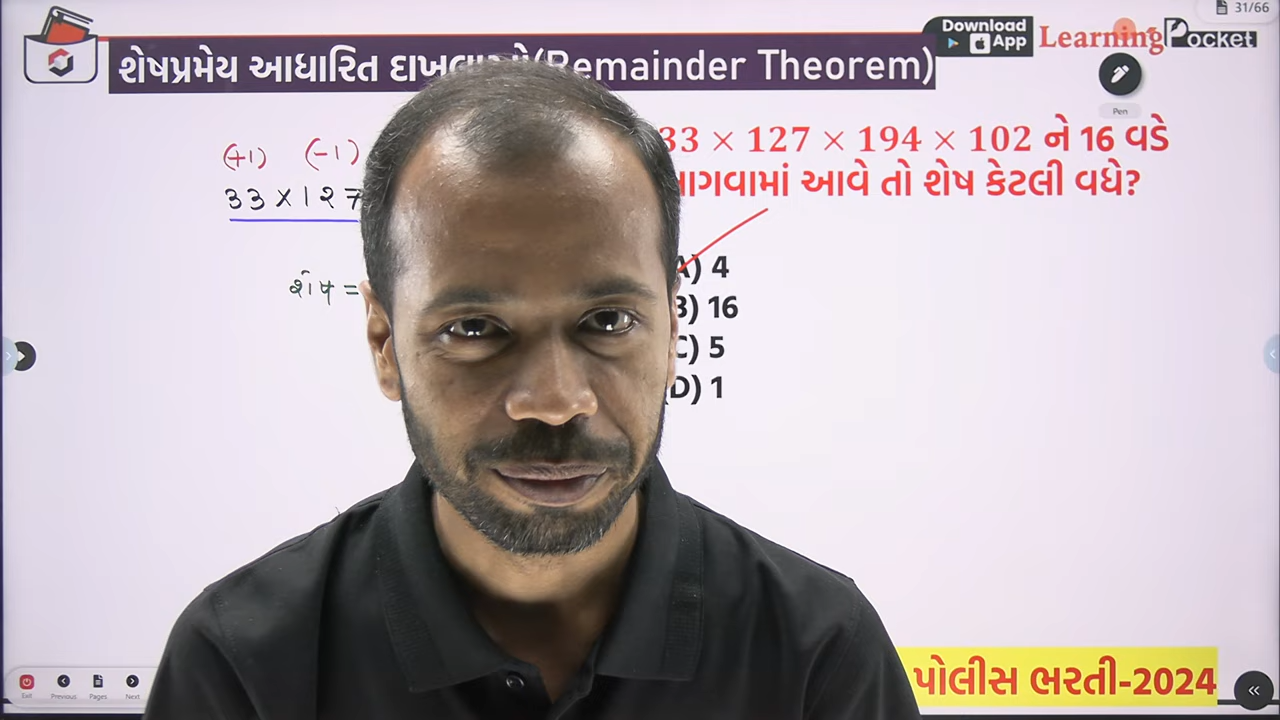 31/66
Download App
Learning Pocket
શેષપ્રમેય આધારિત (Remainder Theorem)
Pen
33 × 127 × 194 × 102 ને 16 વડે
ભાગવામાં આવે તો શેષ કેટલી વધે?
(+1) (-1)
33 × 127
શેષ =
(A) 4
(B) 16
(C) 5
(D) 1
પોલીસ ભરતી-2024
Exit Previous Pages Next